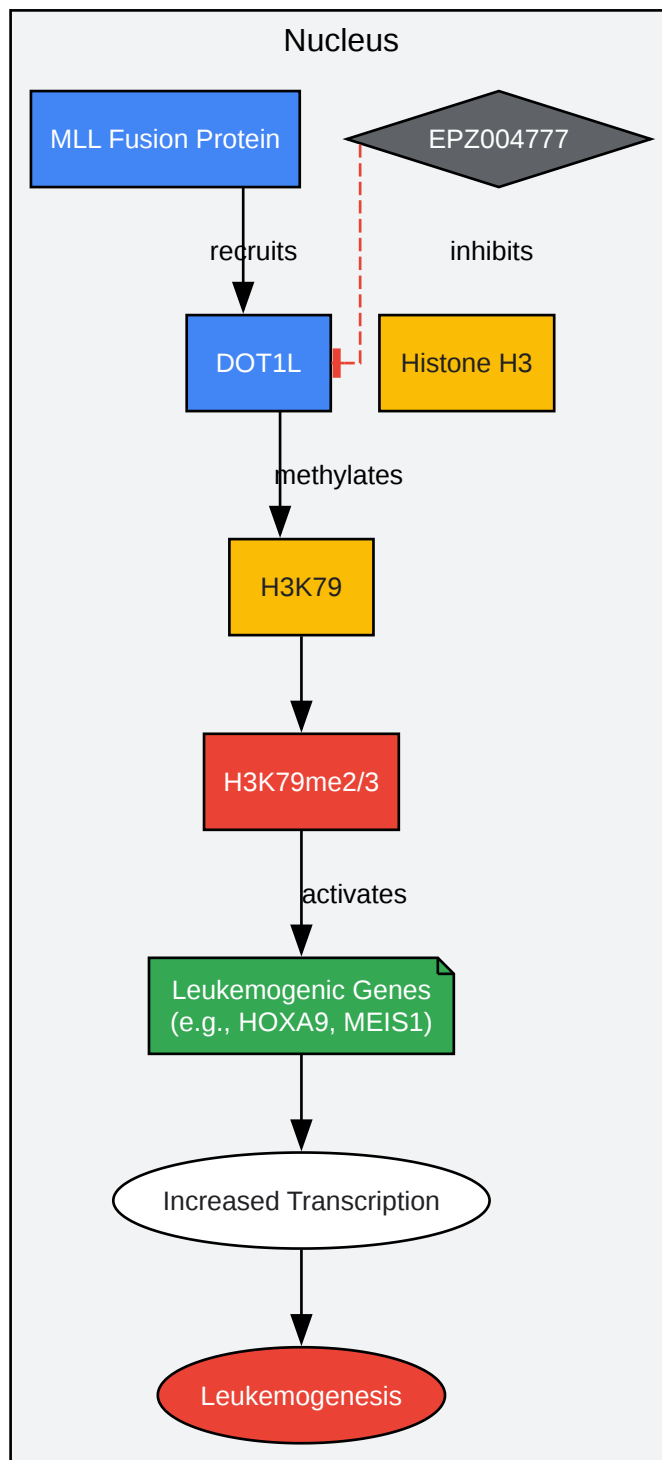 Nucleus
MLL Fusion Protein
EPZ004777
recruits
inhibits
DOT1L
Histone H3
methylates
H3K79
H3K79me2/3
activates
Leukemogenic Genes
(e.g., HOXA9, MEIS1)
Increased Transcription
Leukemogenesis